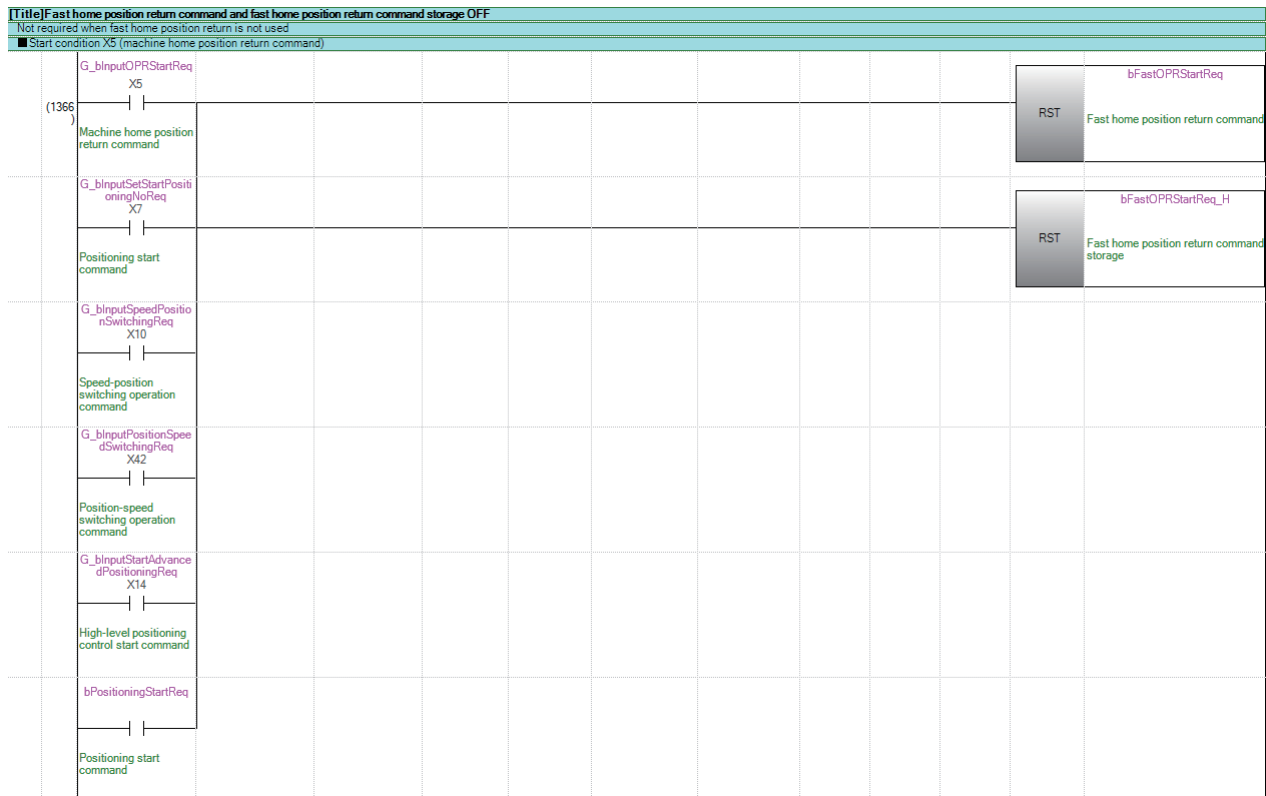 [Title]Fast home position return command and fast home position return command storage OFF
Not required when fast home position return is not used
■Start condition X5 (machine home position return command)
G_bInputOPRStartReq
X5
(1366
)
Machine home position
return command
RST
bFastOPRStartReq
Fast home position return command
G_bInputSetStartPositi
oningNoReq
X7
Positioning start
command
RST
bFastOPRStartReq_H
Fast home position return command
storage
G_bInputSpeedPositio
nSwitchingReq
X10
Speed-position
switching operation
command
G_bInputPositionSpee
dSwitchingReq
X42
Position-speed
switching operation
command
G_bInputStartAdvance
dPositioningReq
X14
High-level positioning
control start command
bPositioningStartReq
Positioning start
command